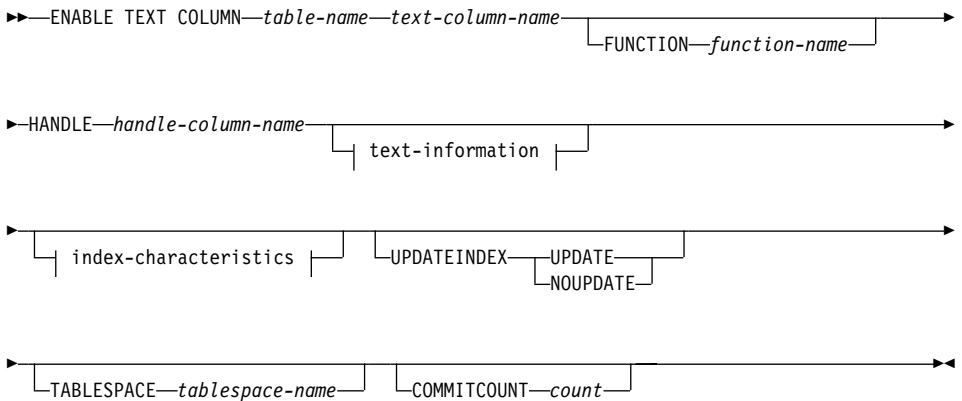 ENABLE TEXT COLUMN table-name text-column-name
FUNCTION function-name
HANDLE handle-column-name
text-information
index-characteristics
UPDATEINDEX UPDATE
NOUPDATE
TABLESPACE tablespace-name
COMMITCOUNT count